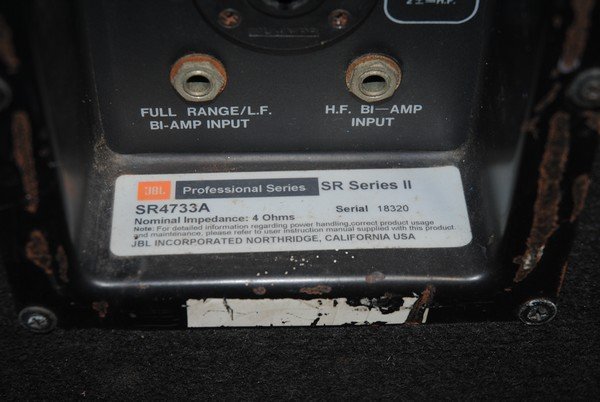 2±=H.F.
FULL RANGE/L.F.
BI-AMP INPUT
H.F. BI—AMP
INPUT
JBL Professional Series SR Series II
SR4733A
Nominal Impedance: 4 Ohms Serial 18320
Note: For detailed information regarding power handling,correct product usage
and maintenance, please refer to user instruction manual supplied with this product
JBL INCORPORATED NORTHRIDGE, CALIFORNIA USA